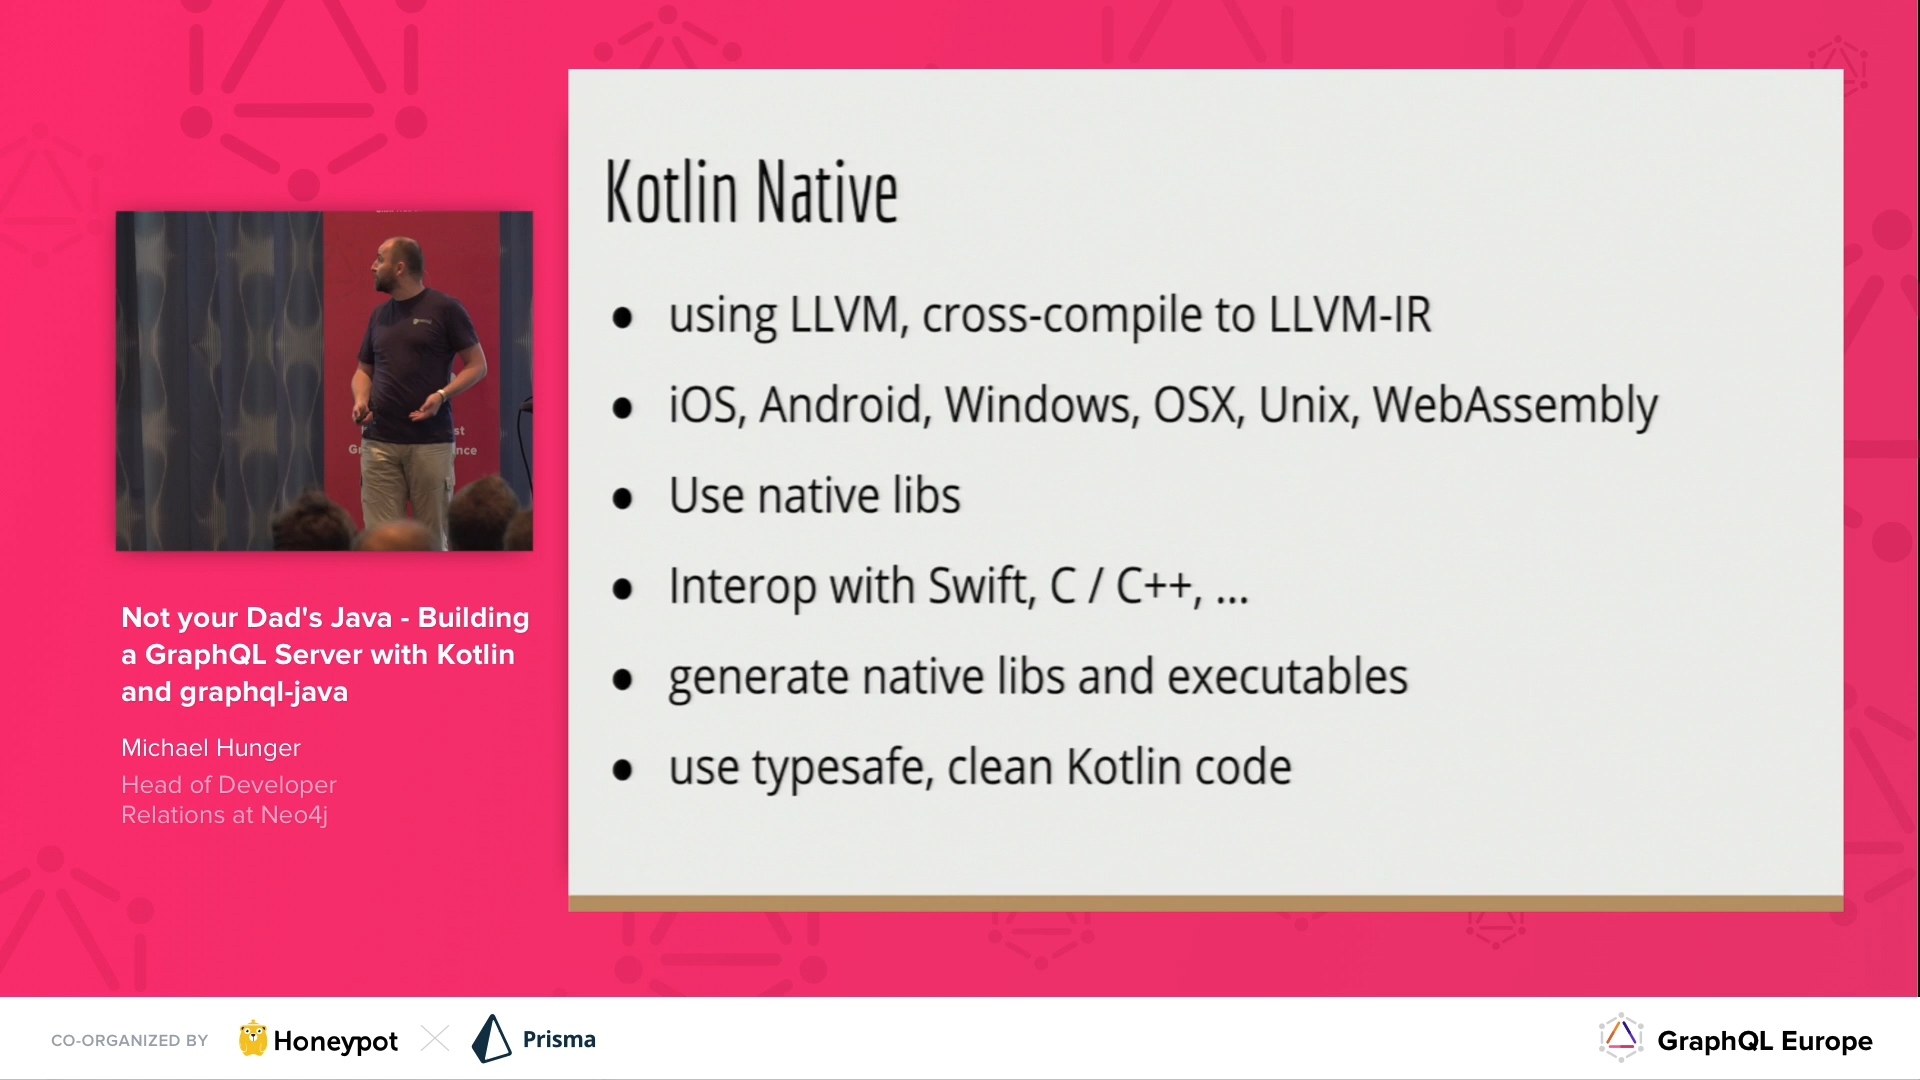 Kotlin Native
● using LLVM, cross-compile to LLVM-IR
● iOS, Android, Windows, OSX, Unix, WebAssembly
● Use native libs
● Interop with Swift, C / C++, ...
● generate native libs and executables
● use typesafe, clean Kotlin code
Not your Dad's Java - Building
a GraphQL Server with Kotlin
and graphql-java
Michael Hunger
Head of Developer
Relations at Neo4j
CO-ORGANIZED BY
Honeypot
Prisma
GraphQL Europe